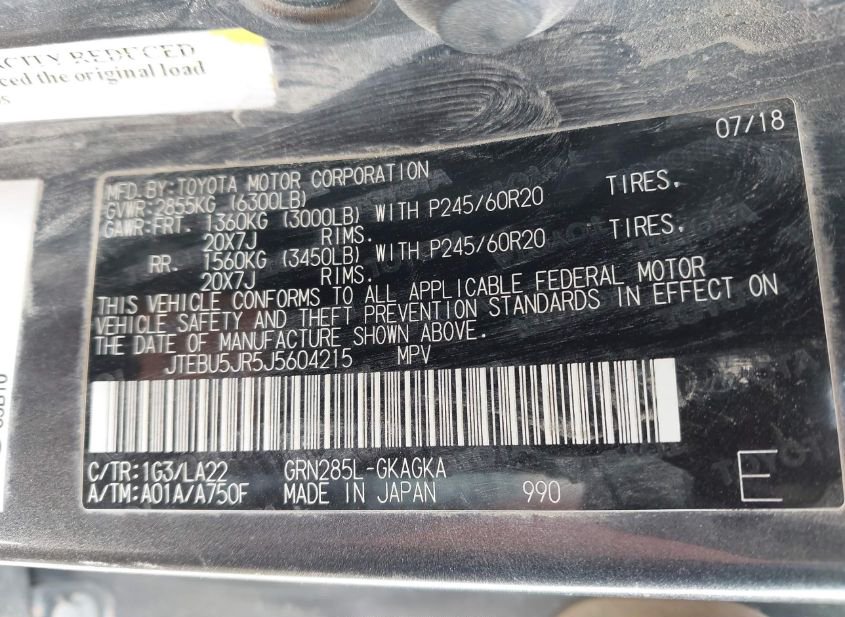 REDUCED
ced the original load
07/18
MFD. BY: TOYOTA MOTOR CORPORATION
GVWR: 2855KG (6300LB)
GAWR: FRT. 1360KG (3000LB) WITH P245/60R20 TIRES.
20X7J RIMS.
RR. 1560KG (3450LB) WITH P245/60R20 TIRES.
20X7J RIMS.
THIS VEHICLE CONFORMS TO ALL APPLICABLE FEDERAL MOTOR
VEHICLE SAFETY AND THEFT PREVENTION STANDARDS IN EFFECT ON
THE DATE OF MANUFACTURE SHOWN ABOVE.
JTEBU5JR5J5604215 MPV
C/TR: 1G3/LA22 GRN285L-GKAGKA
A/TM: A01A/A750F MADE IN JAPAN 990 E